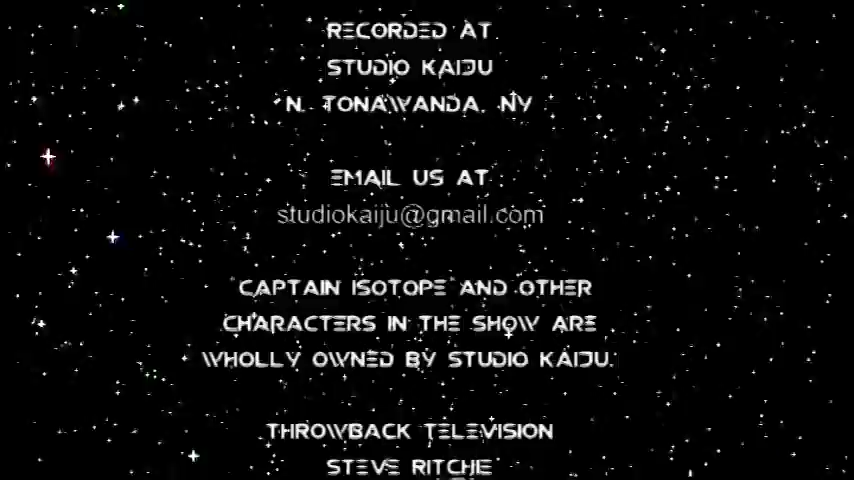 RECORDED AT
STUDIO KAIJU
N. TONAWANDA, NY
EMAIL US AT
studiokaiju@gmail.com
CAPTAIN ISOTOPE AND OTHER
CHARACTERS IN THE SHOW ARE
WHOLLY OWNED BY STUDIO KAIJU.
THROWBACK TELEVISION
STEVE RITCHIE